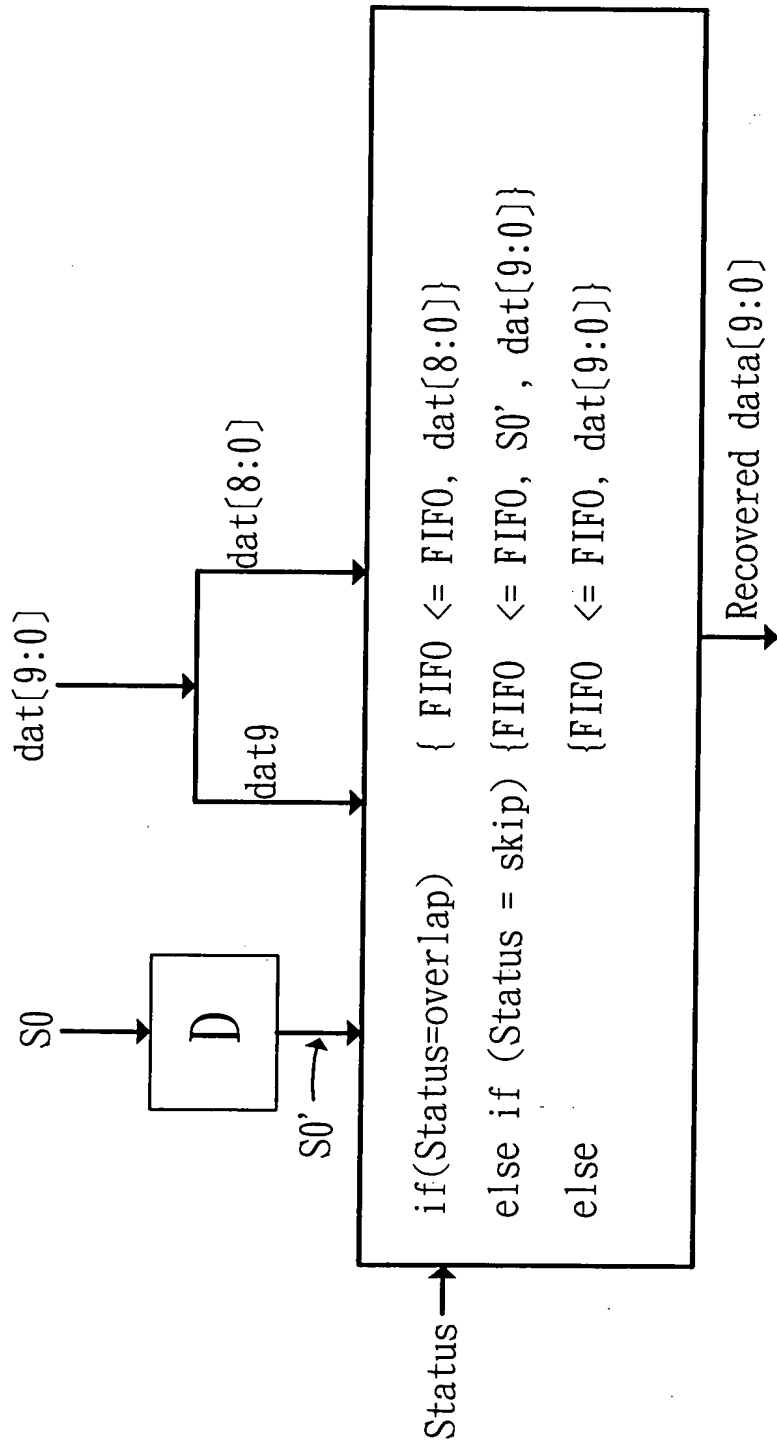 dat[9:0]
S0
dat9
dat[8:0]
D
S0'
Status
if(Status=overlap) { FIFO <= FIFO, dat[8:0]}
else if (Status = skip) {FIFO <= FIFO, S0', dat[9:0]}
else {FIFO <= FIFO, dat[9:0]}
Recovered data[9:0]